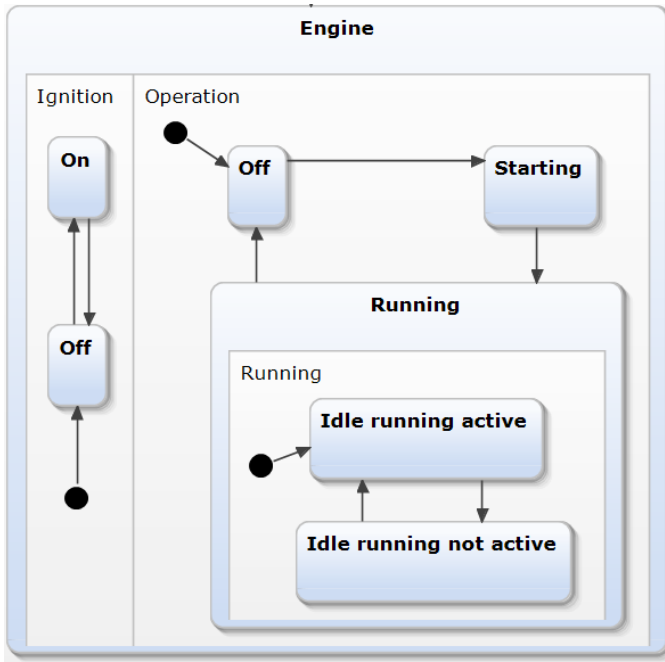 Engine
Ignition
Operation
On
Off
Off
Starting
Running
Running
Idle running active
Idle running not active